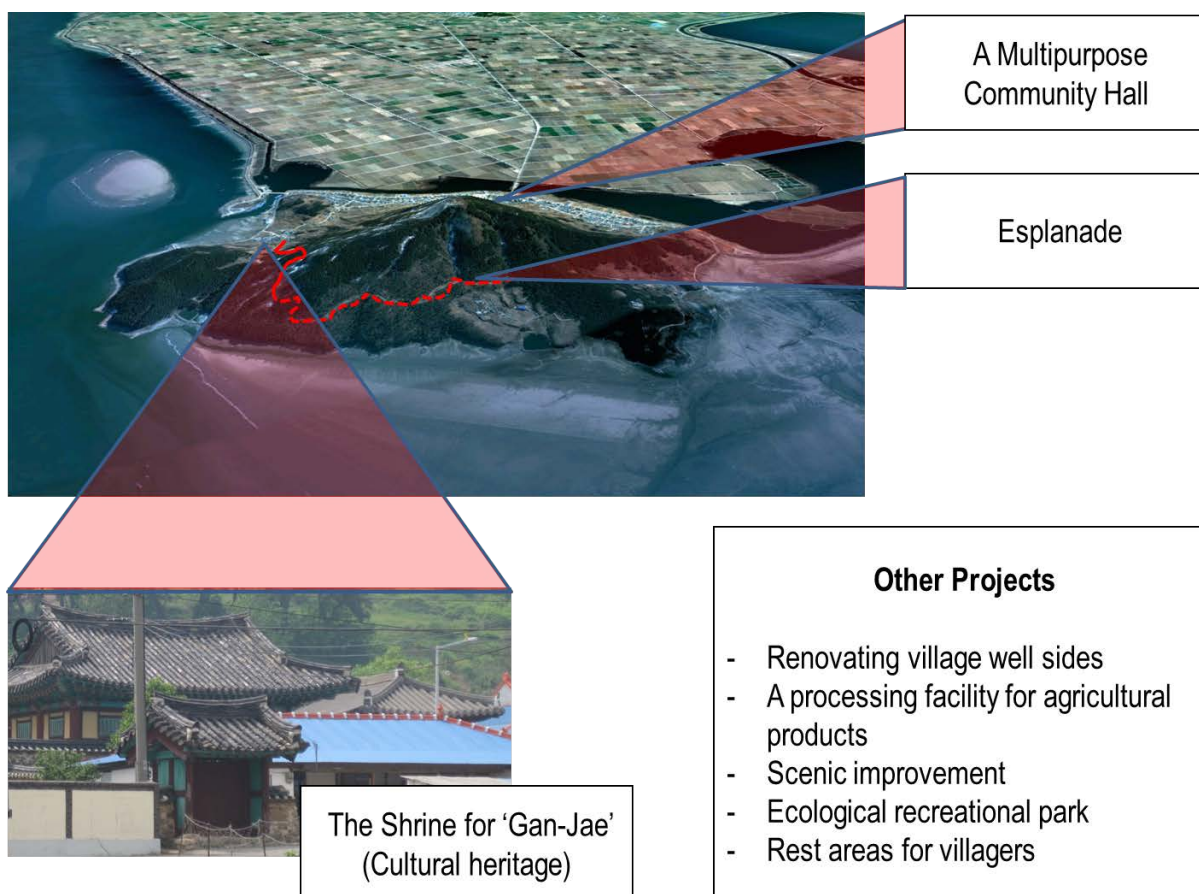 A Multipurpose
Community Hall
Esplanade
The Shrine for ‘Gan-Jae’
(Cultural heritage)
Other Projects
- Renovating village well sides
- A processing facility for agricultural
products
- Scenic improvement
- Ecological recreational park
- Rest areas for villagers